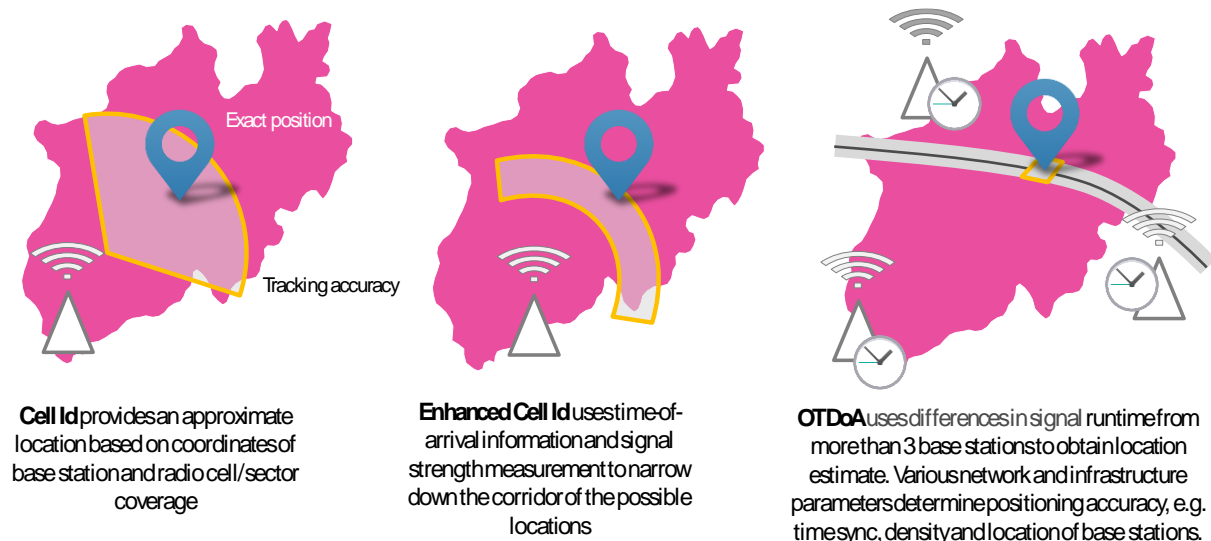 Exact position
Tracking accuracy
Cell Id provides an approximate
location based on coordinates of
base station and radio cell/sector
coverage
Enhanced Cell Id uses time-of-
arrival information and signal
strength measurement to narrow
down the corridor of the possible
locations
OTDoA uses differences in signal runtime from
more than 3 base stations to obtain location
estimate. Various network and infrastructure
parameters determine positioning accuracy, e.g.
time sync, density and location of base stations.